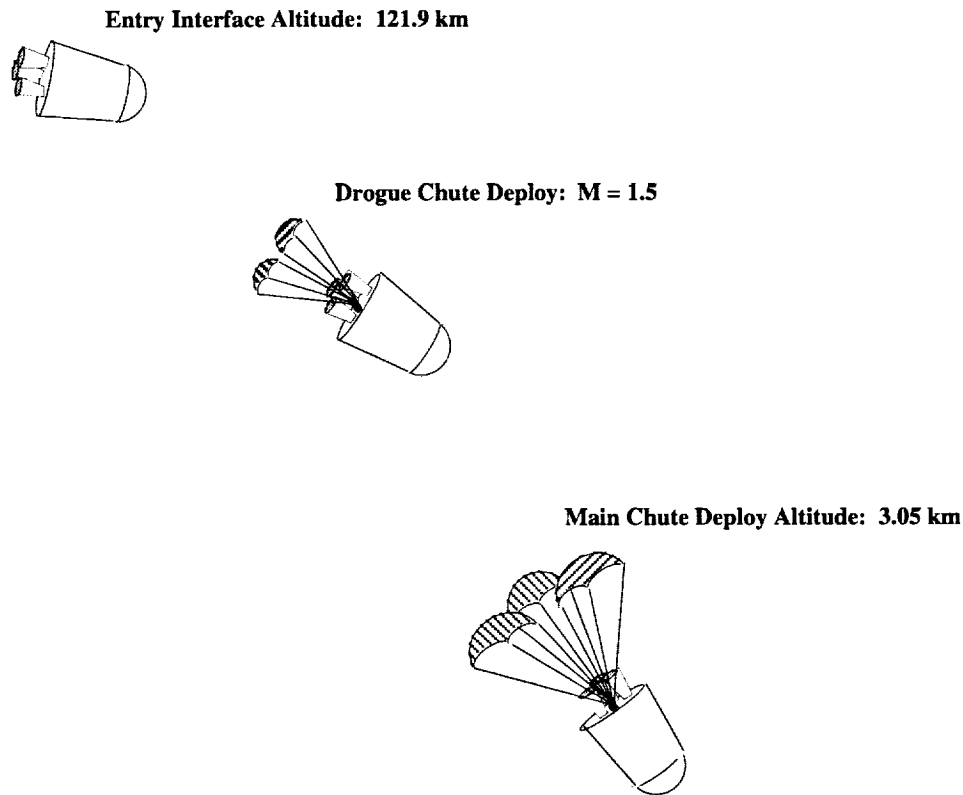 Entry Interface Altitude: 121.9 km
Drogue Chute Deploy: M = 1.5
Main Chute Deploy Altitude: 3.05 km